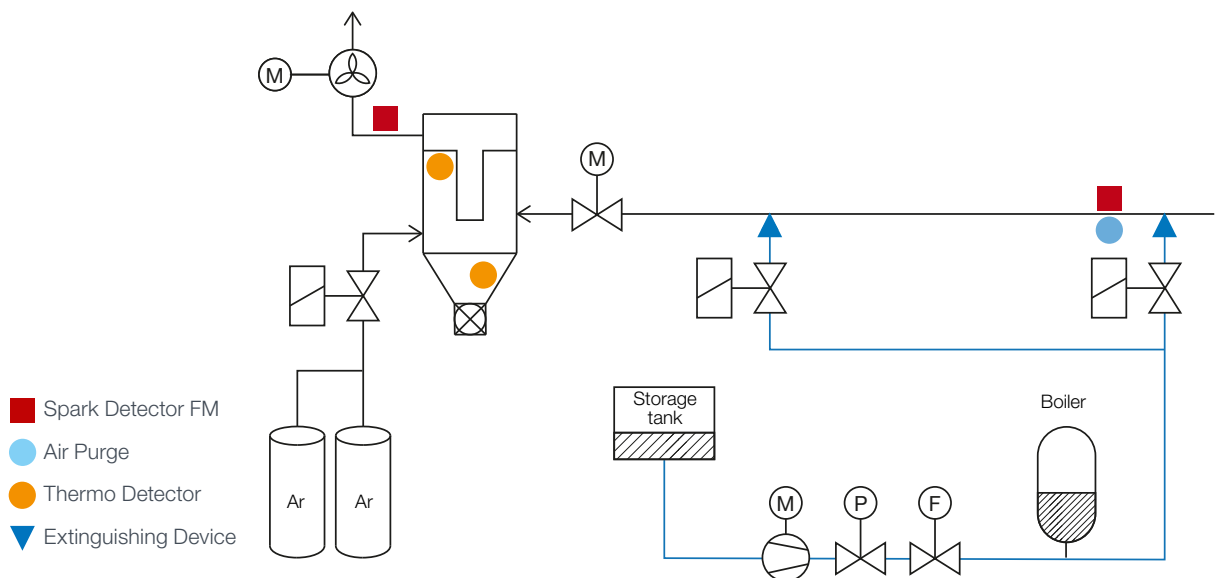 M
M
Spark Detector FM
Air Purge
Thermo Detector
Extinguishing Device
Ar
Ar
Storage
tank
Boiler
M
P
F